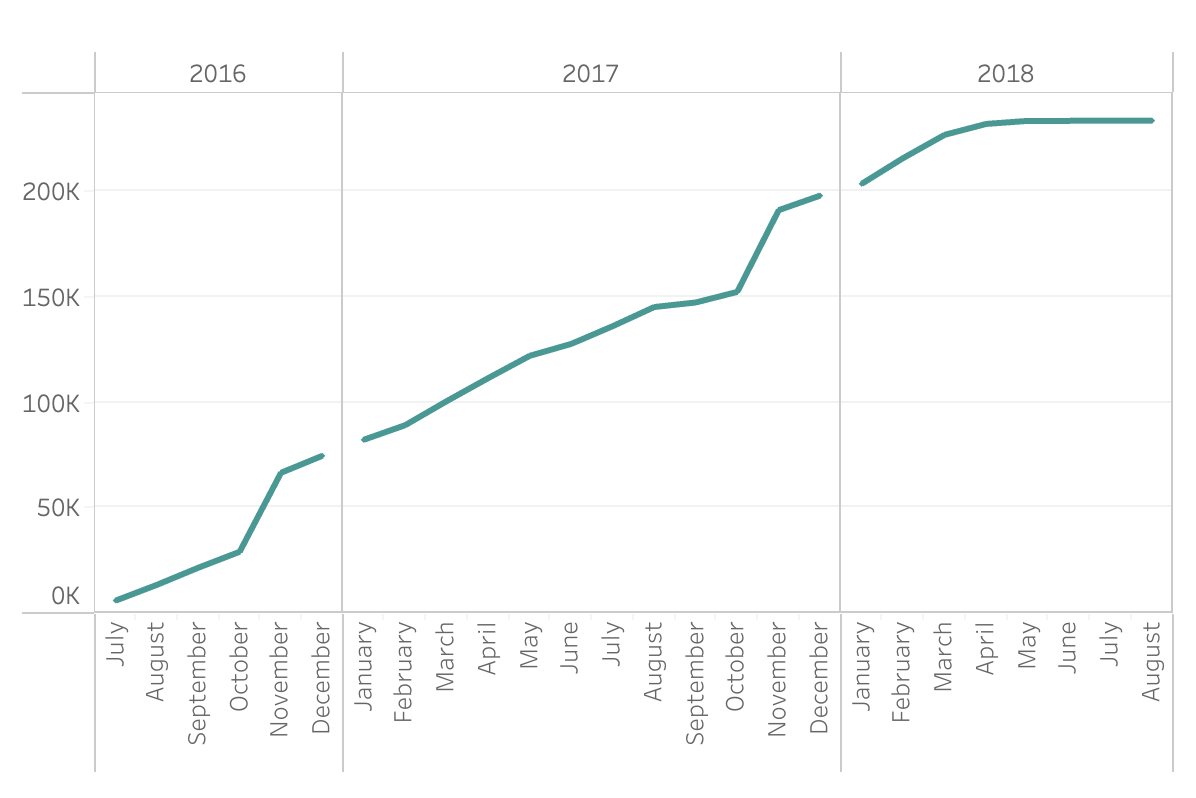 2016 2017 2018
200K
150K
100K
50K
0K
July August September October November December January February March April May June July August September October November December January February March April May June July August